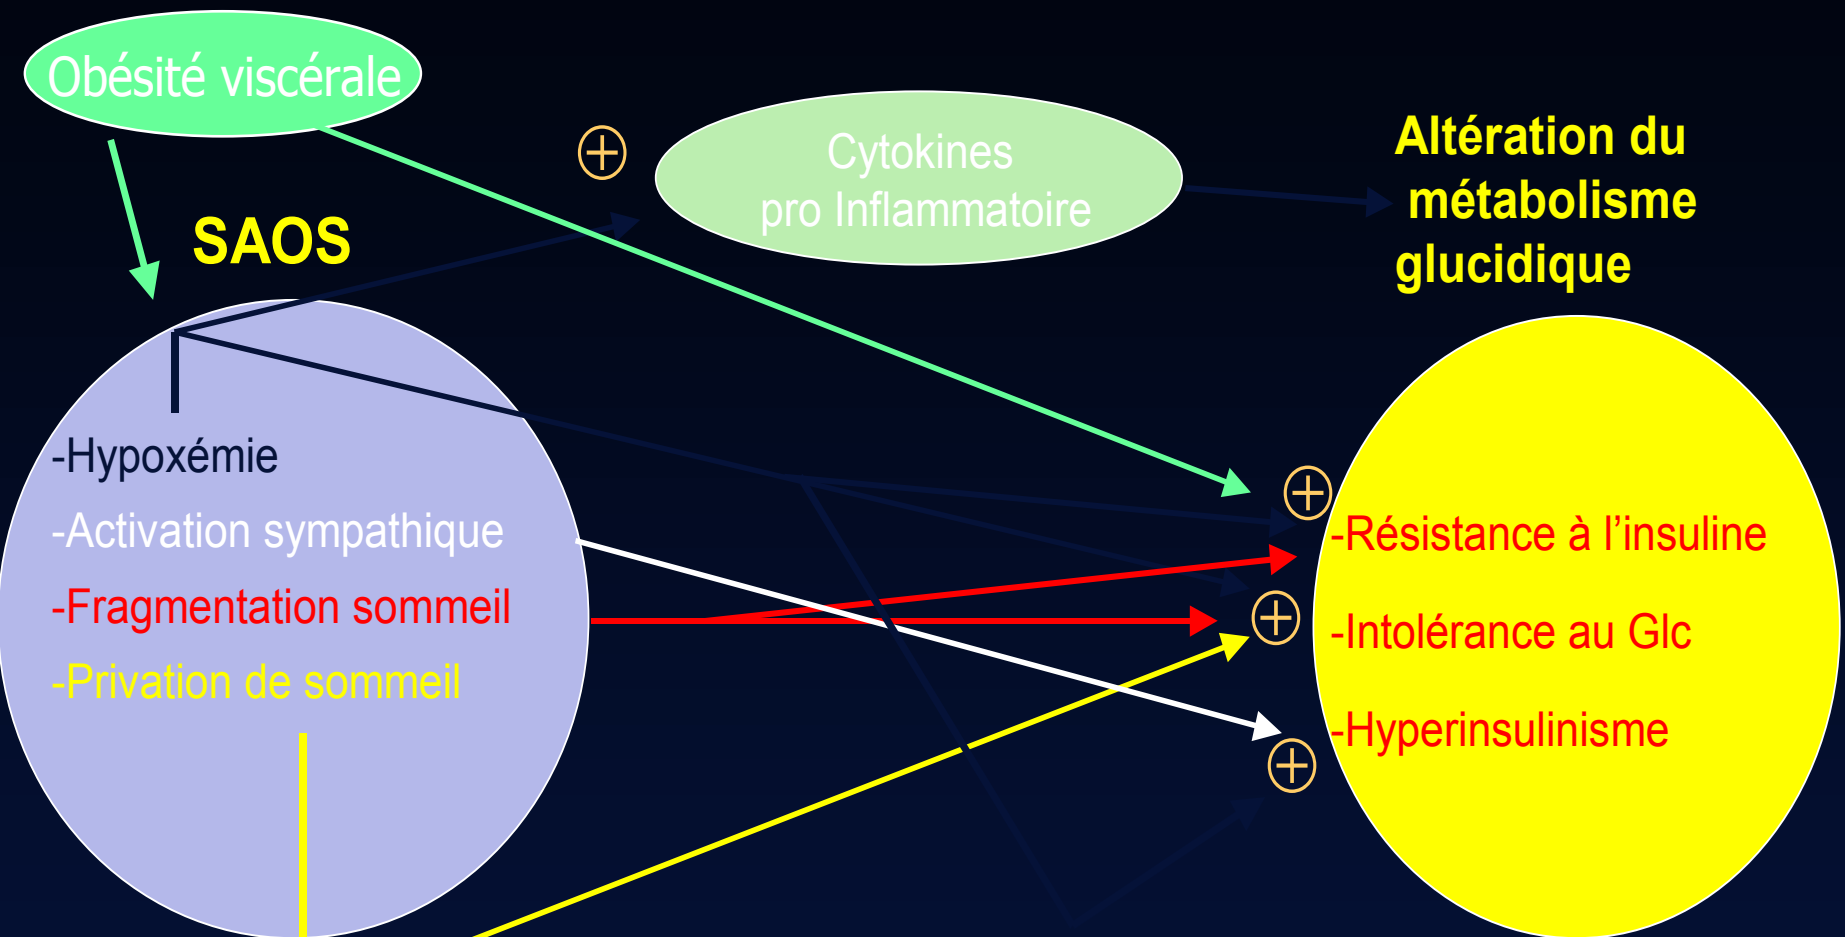 Obésité viscérale
Cytokines
pro Inflammatoire
Altération du
métabolisme
glucidique
SAOS
-Hypoxémie
-Activation sympathique
-Fragmentation sommeil
-Privation de sommeil
-Résistance à l’insuline
-Intolérance au Glc
-Hyperinsulinisme